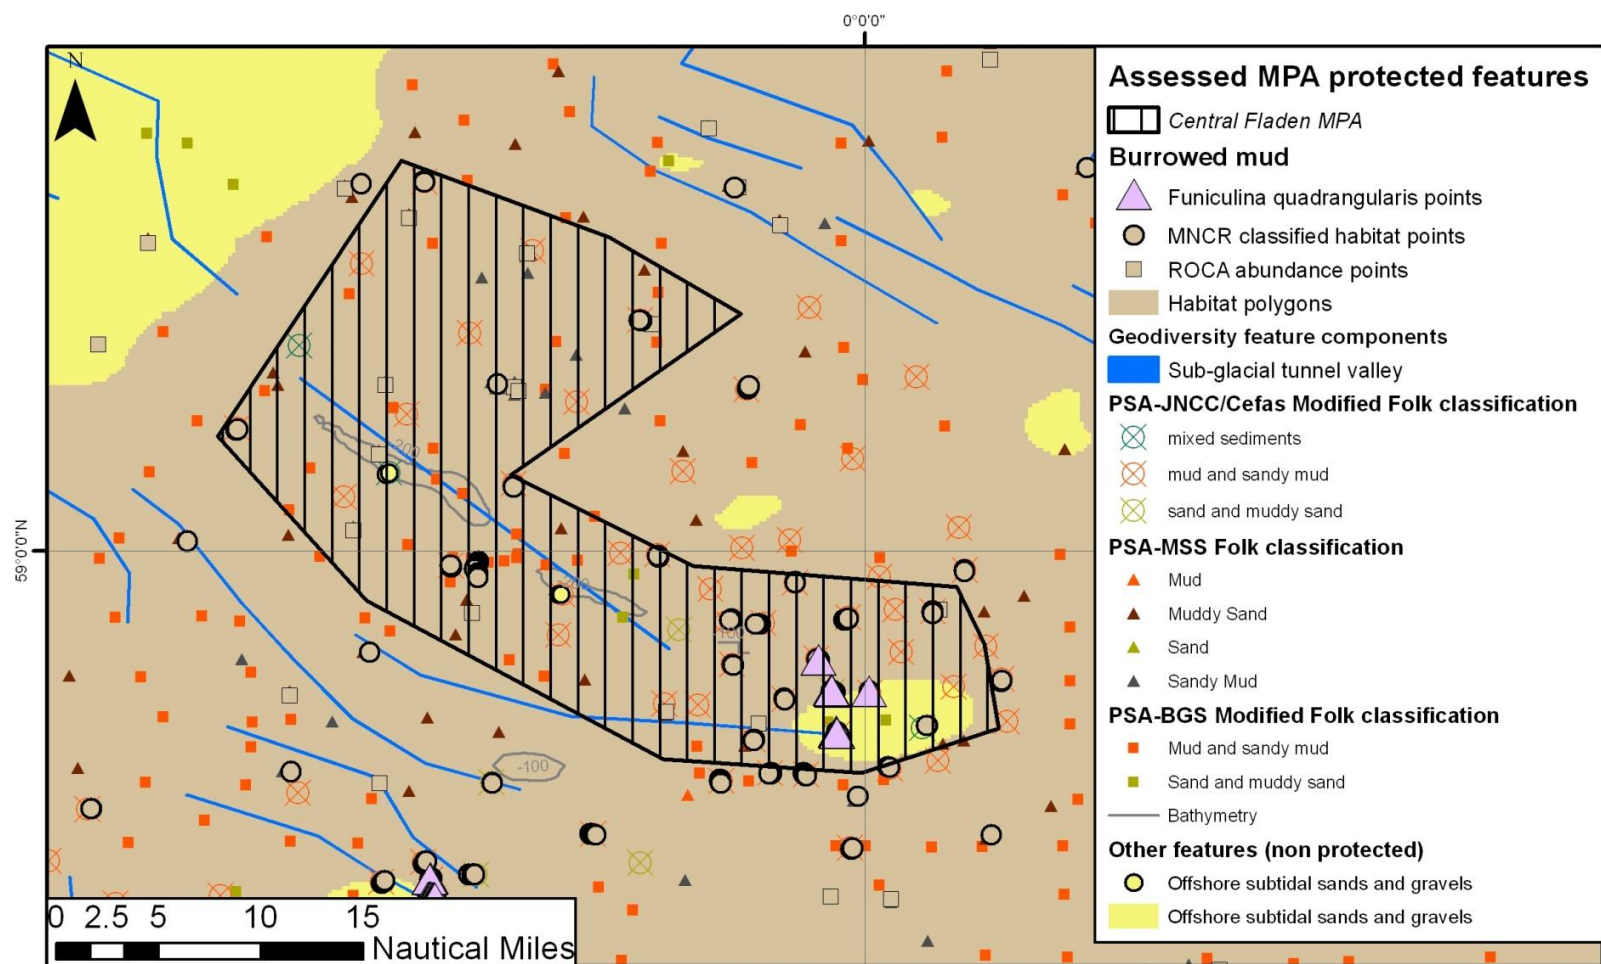 0°0'0"
N
59°0'0"N
-200
-200
-100
-100
0 2.5 5 10 15
Nautical Miles
Assessed MPA protected features
Central Fladen MPA
Burrowed mud
Funiculina quadrangularis points
MNCR classified habitat points
ROCA abundance points
Habitat polygons
Geodiversity feature components
Sub-glacial tunnel valley
PSA-JNCC/Cefas Modified Folk classification
mixed sediments
mud and sandy mud
sand and muddy sand
PSA-MSS Folk classification
Mud
Muddy Sand
Sand
Sandy Mud
PSA-BGS Modified Folk classification
Mud and sandy mud
Sand and muddy sand
Bathymetry
Other features (non protected)
Offshore subtidal sands and gravels
Offshore subtidal sands and gravels